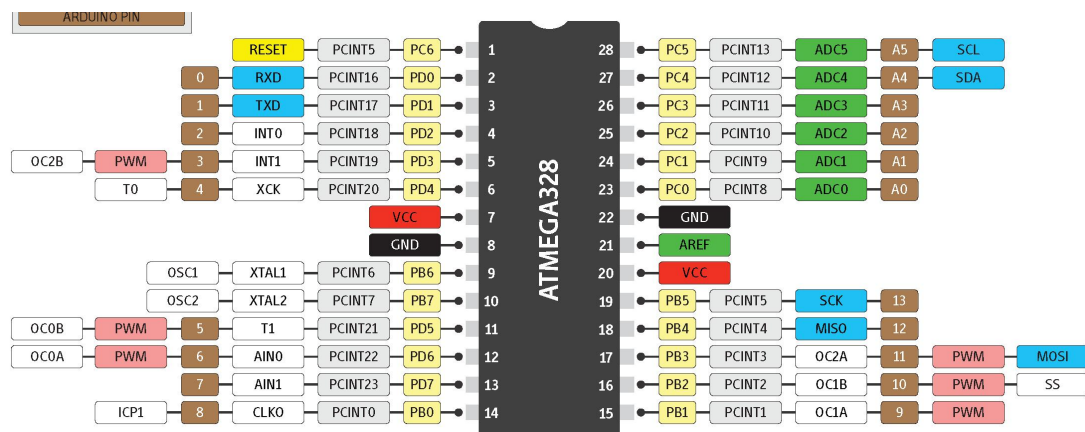 ARDUINO PIN
RESET PCINT5 PC6 1 28 PC5 PCINT13 ADC5 A5 SCL
0 RXD PCINT16 PD0 2 27 PC4 PCINT12 ADC4 A4 SDA
1 TXD PCINT17 PD1 3 26 PC3 PCINT11 ADC3 A3
2 INT0 PCINT18 PD2 4 25 PC2 PCINT10 ADC2 A2
OC2B PWM 3 INT1 PCINT19 PD3 5 24 PC1 PCINT9 ADC1 A1
T0 4 XCK PCINT20 PD4 6 23 PC0 PCINT8 ADC0 A0
VCC 7 22 GND
GND 8 21 AREF
OSC1 XTAL1 PCINT6 PB6 9 20 VCC
OSC2 XTAL2 PCINT7 PB7 10 19 PB5 PCINT5 SCK 13
OC0B PWM 5 T1 PCINT21 PD5 11 18 PB4 PCINT4 MISO 12
OC0A PWM 6 AIN0 PCINT22 PD6 12 17 PB3 PCINT3 OC2A 11 PWM MOSI
7 AIN1 PCINT23 PD7 13 16 PB2 PCINT2 OC1B 10 PWM SS
ICP1 8 CLKO PCINT0 PB0 14 15 PB1 PCINT1 OC1A 9 PWM
ATMEGA328